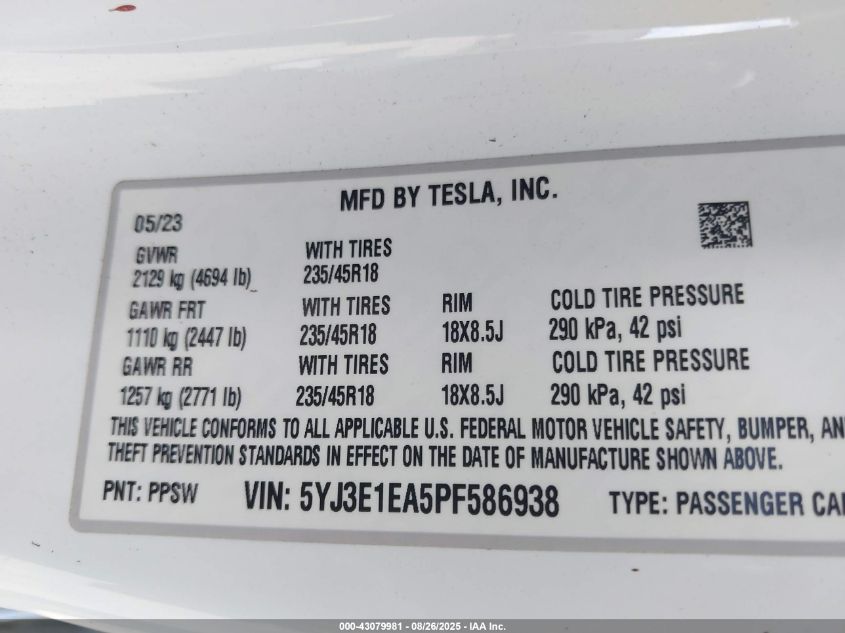 MFD BY TESLA, INC.
05/23
GVWR WITH TIRES
2129 kg (4694 lb) 235/45R18
GAWR FRT WITH TIRES RIM COLD TIRE PRESSURE
1110 kg (2447 lb) 235/45R18 18X8.5J 290 kPa, 42 psi
GAWR RR WITH TIRES RIM COLD TIRE PRESSURE
1257 kg (2771 lb) 235/45R18 18X8.5J 290 kPa, 42 psi
THIS VEHICLE CONFORMS TO ALL APPLICABLE U.S. FEDERAL MOTOR VEHICLE SAFETY, BUMPER, AN
THEFT PREVENTION STANDARDS IN EFFECT ON THE DATE OF MANUFACTURE SHOWN ABOVE.
PNT: PPSW VIN: 5YJ3E1EA5PF586938 TYPE: PASSENGER CA
000-43079981 - 08/26/2025 - IAA Inc.